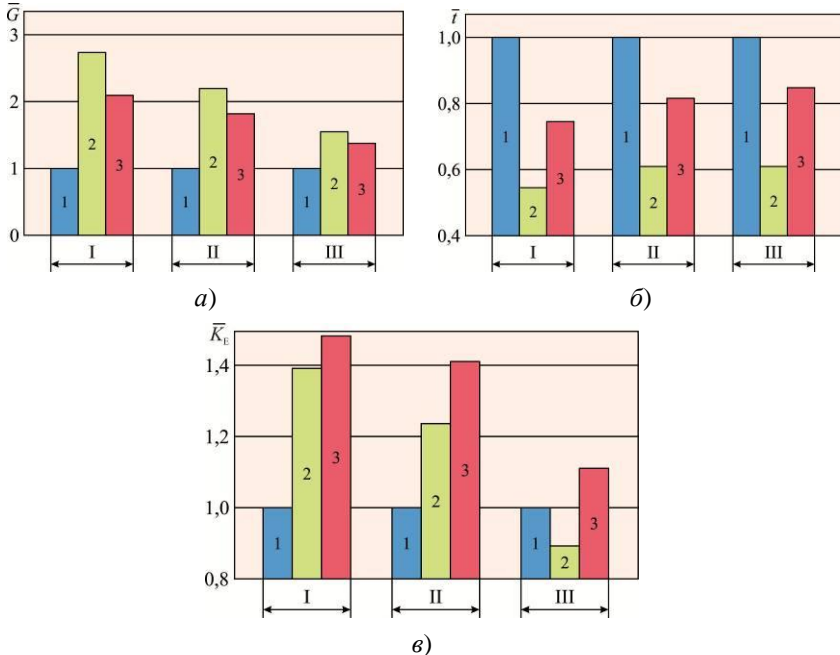 G
3
2
1
0
1 2 3
1 2 3
1 2 3
I II III
а)
t
1,0
0,8
0,6
0,4
1 2 3
1 2 3
1 2 3
I II III
б)
K̅ᴇ
1,4
1,2
1,0
0,8
1 2 3
1 2 3
1 2 3
I II III
в)